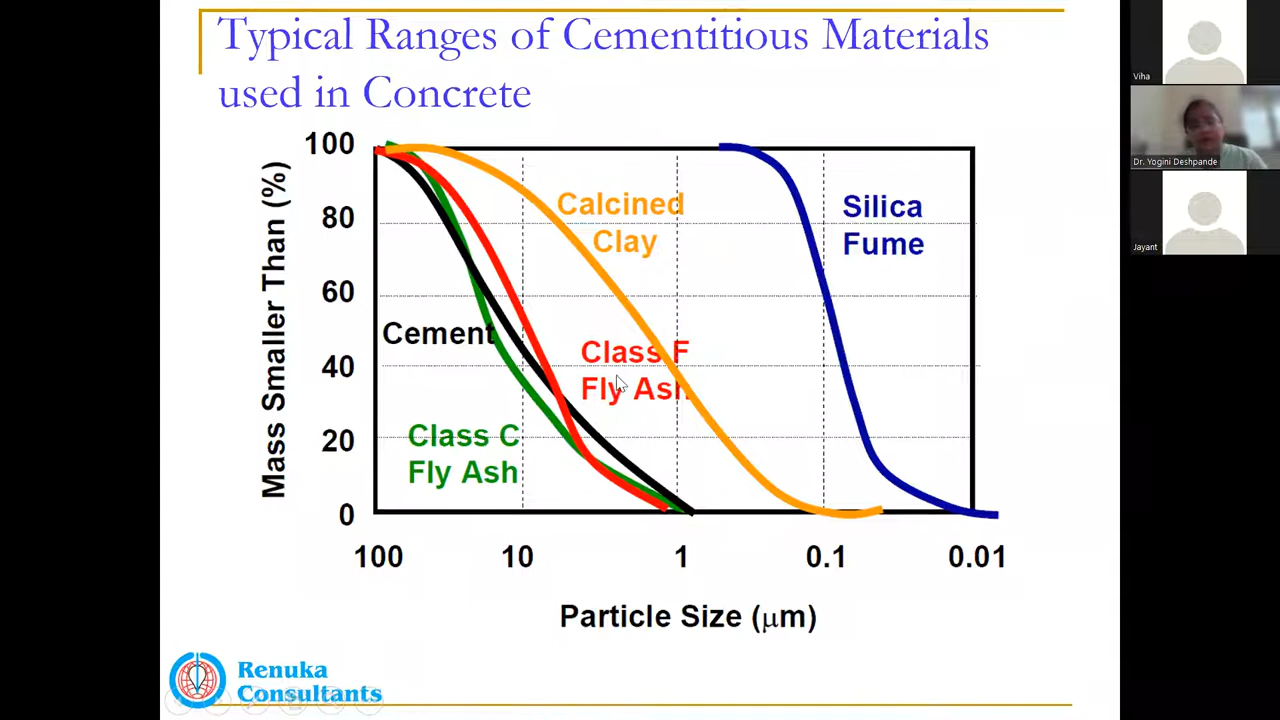 Typical Ranges of Cementitious Materials
used in Concrete
Mass Smaller Than (%)
100
80
60
40
20
0
Calcined
Clay
Silica
Fume
Cement
Class F
Fly Ash
Class C
Fly Ash
100
10
1
0.1
0.01
Particle Size (μm)
Renuka
Consultants
Viha
Dr. Yogini Deshpande
Jayant